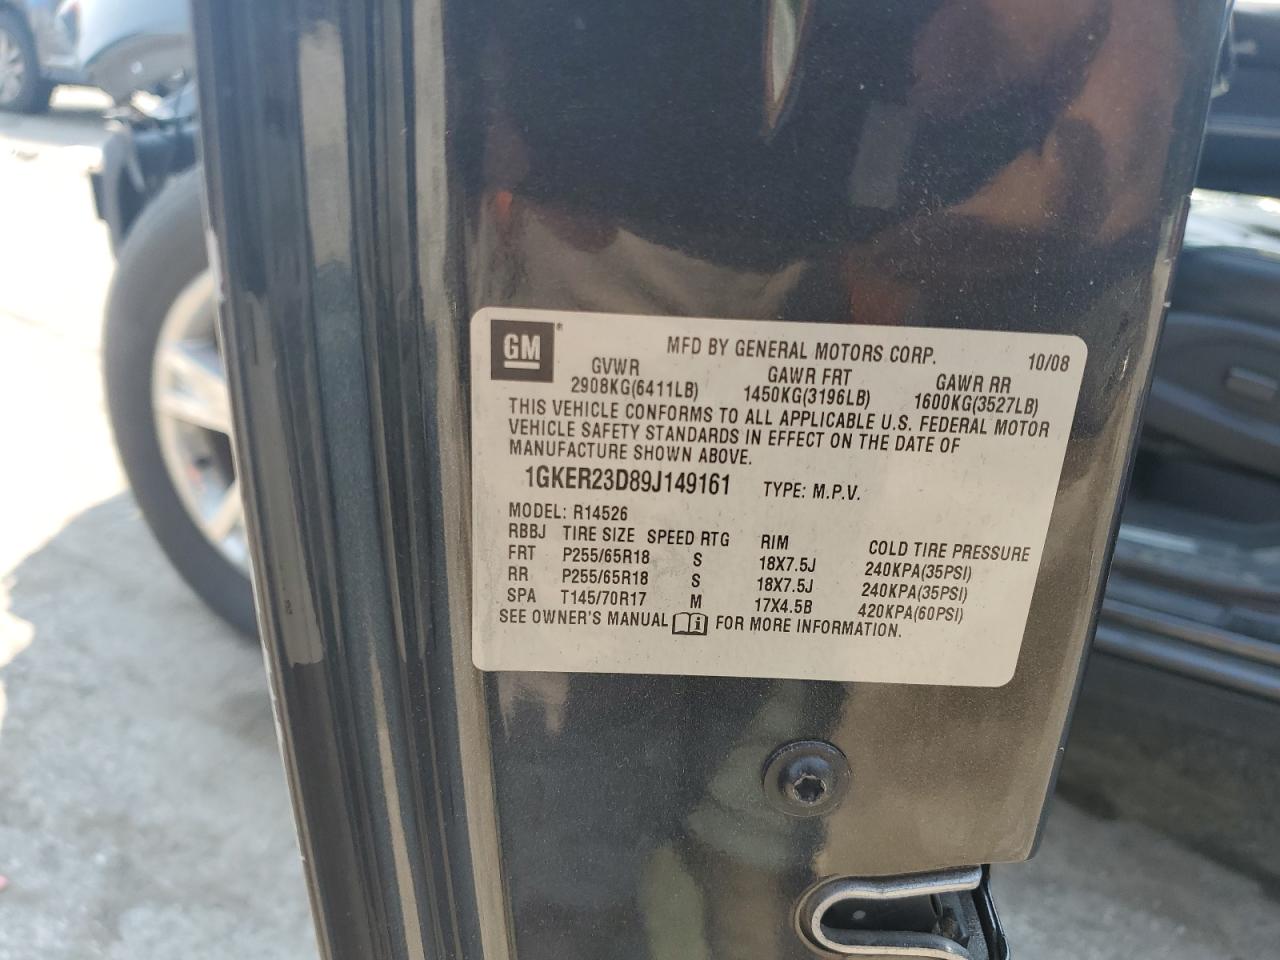 GM ® MFD BY GENERAL MOTORS CORP. 10/08
GVWR GAWR FRT GAWR RR
2908KG(6411LB) 1450KG(3196LB) 1600KG(3527LB)
THIS VEHICLE CONFORMS TO ALL APPLICABLE U.S. FEDERAL MOTOR
VEHICLE SAFETY STANDARDS IN EFFECT ON THE DATE OF
MANUFACTURE SHOWN ABOVE.
1GKER23D89J149161 TYPE: M.P.V.
MODEL: R14526
RBBJ TIRE SIZE SPEED RTG RIM COLD TIRE PRESSURE
FRT P255/65R18 S 18X7.5J 240KPA(35PSI)
RR P255/65R18 S 18X7.5J 240KPA(35PSI)
SPA T145/70R17 M 17X4.5B 420KPA(60PSI)
SEE OWNER'S MANUAL i FOR MORE INFORMATION.